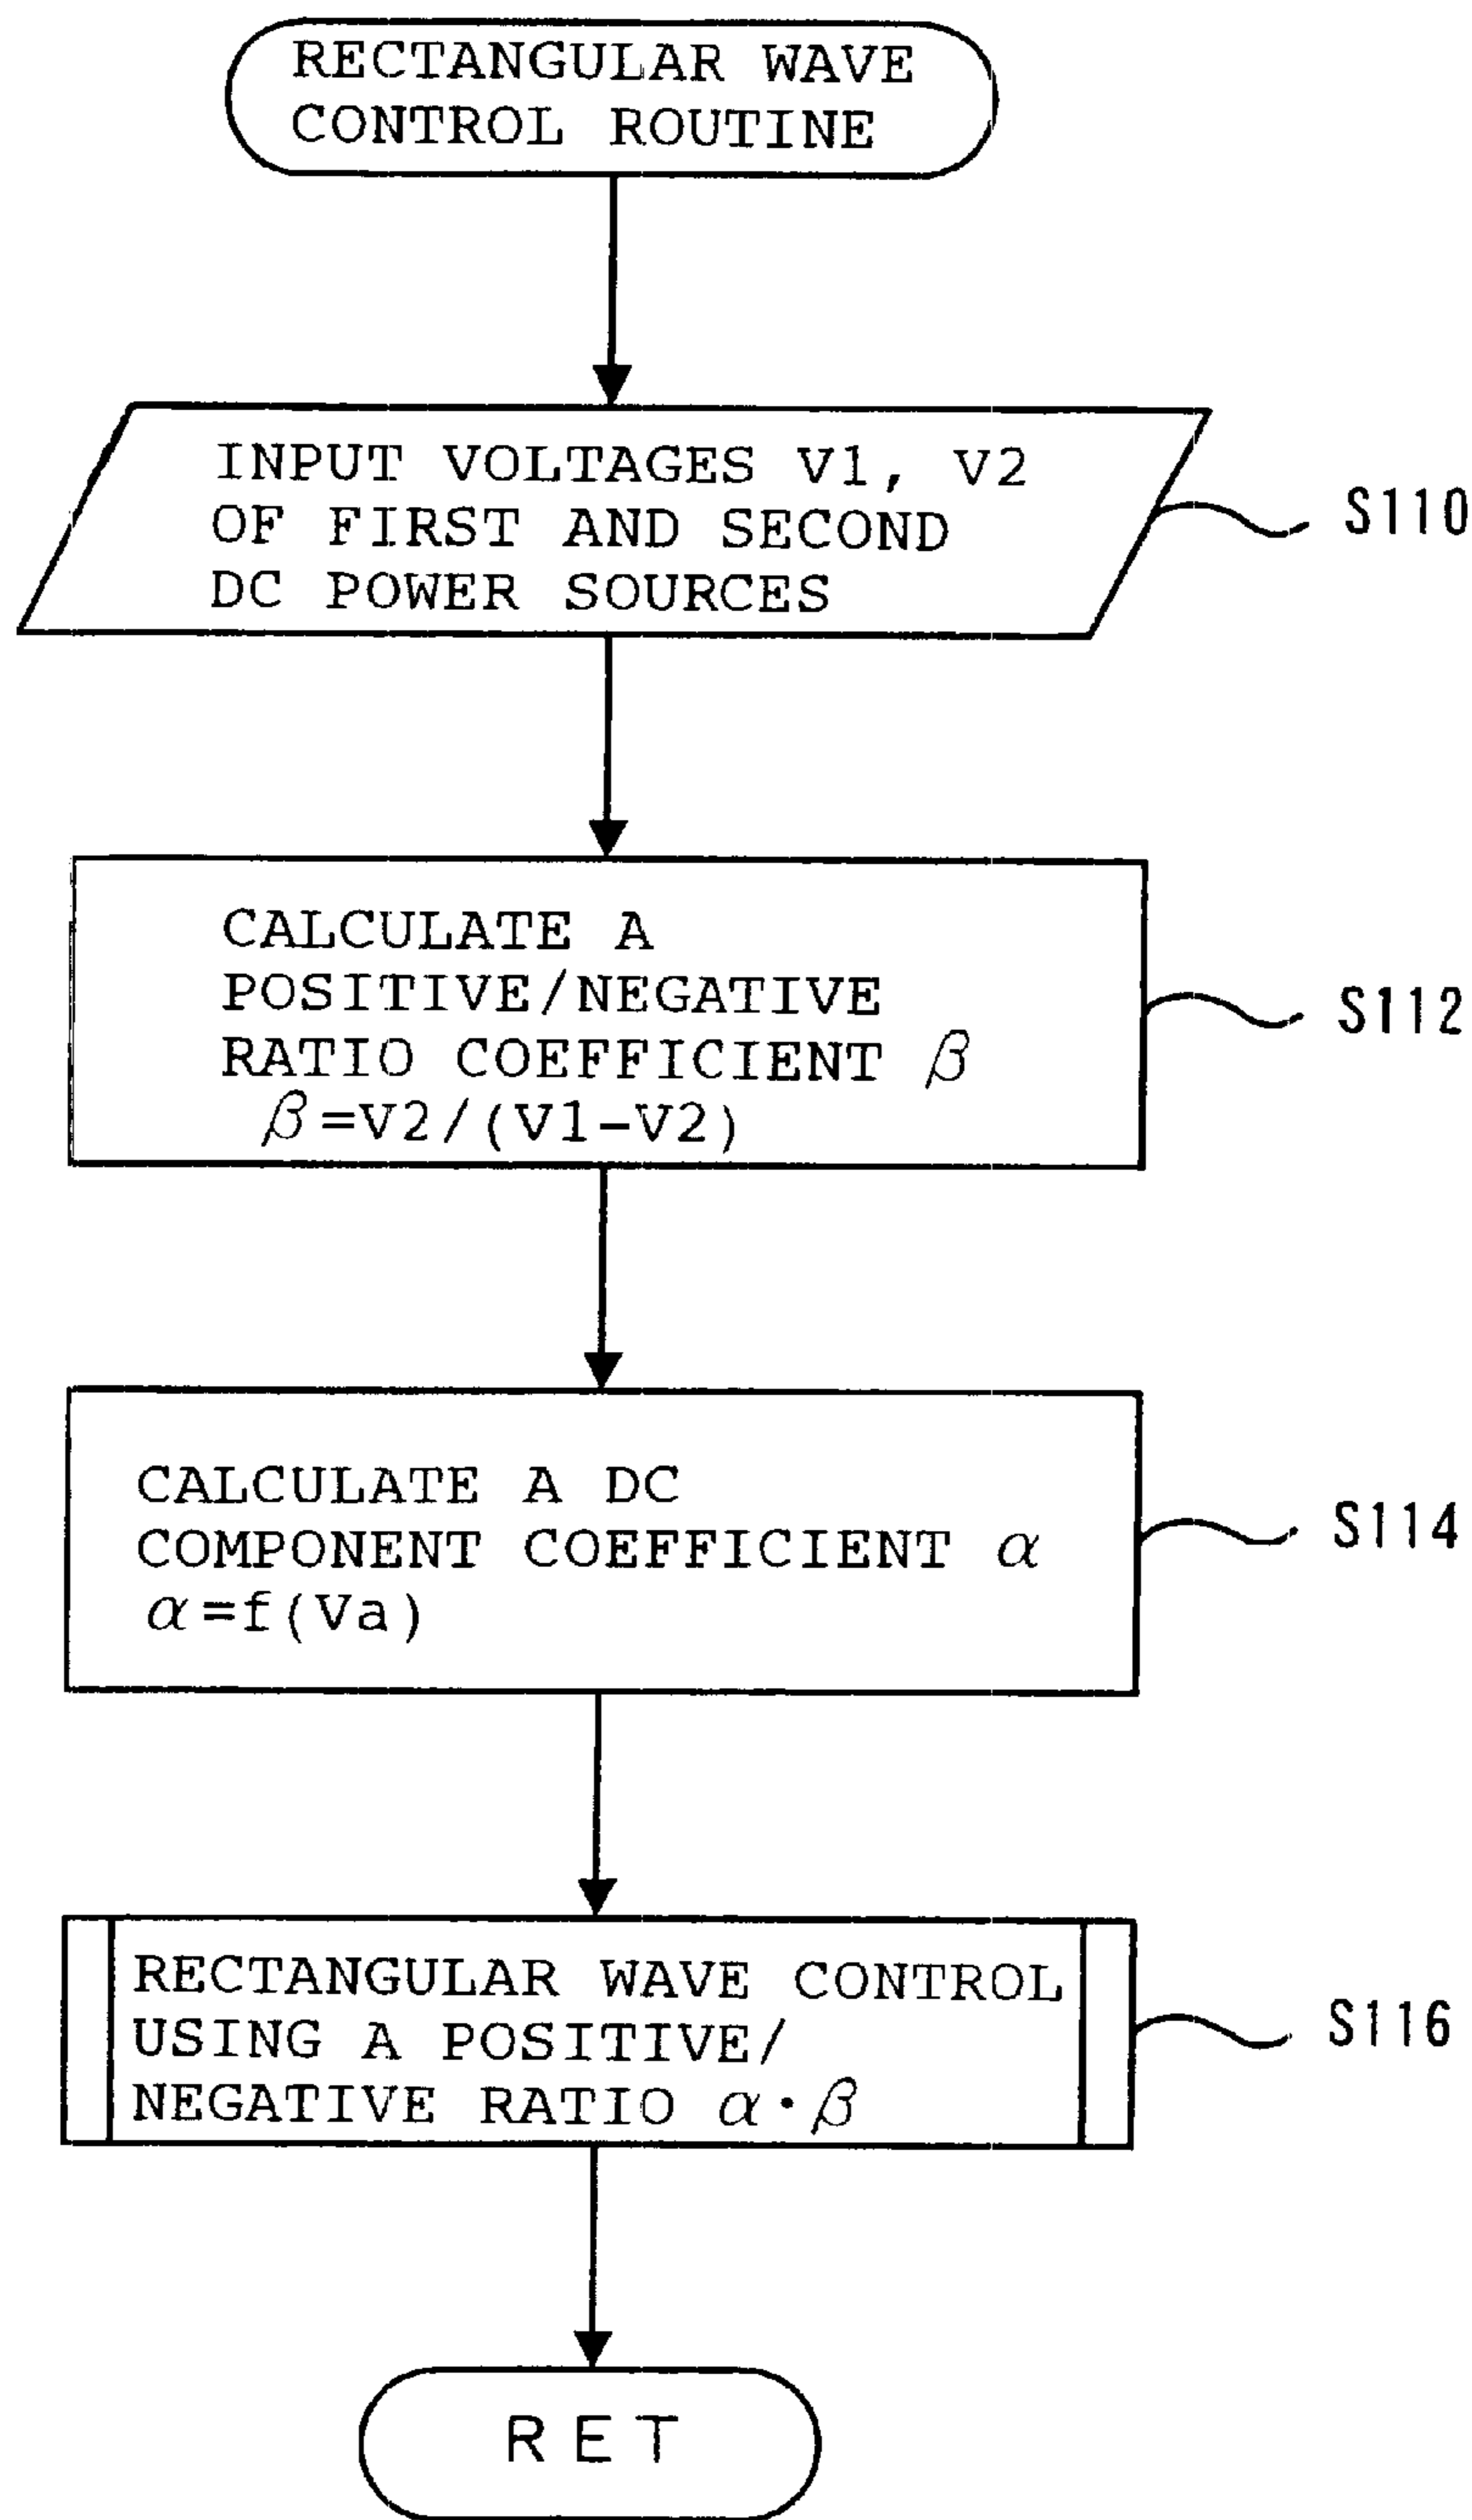 RECTANGULAR WAVE
CONTROL ROUTINE
INPUT VOLTAGES V1, V2
OF FIRST AND SECOND
DC POWER SOURCES
S110
CALCULATE A
POSITIVE/NEGATIVE
RATIO COEFFICIENT β
β=V2/(V1-V2)
S112
CALCULATE A DC
COMPONENT COEFFICIENT α
α=f(Va)
S114
RECTANGULAR WAVE CONTROL
USING A POSITIVE/
NEGATIVE RATIO α·β
S116
RET